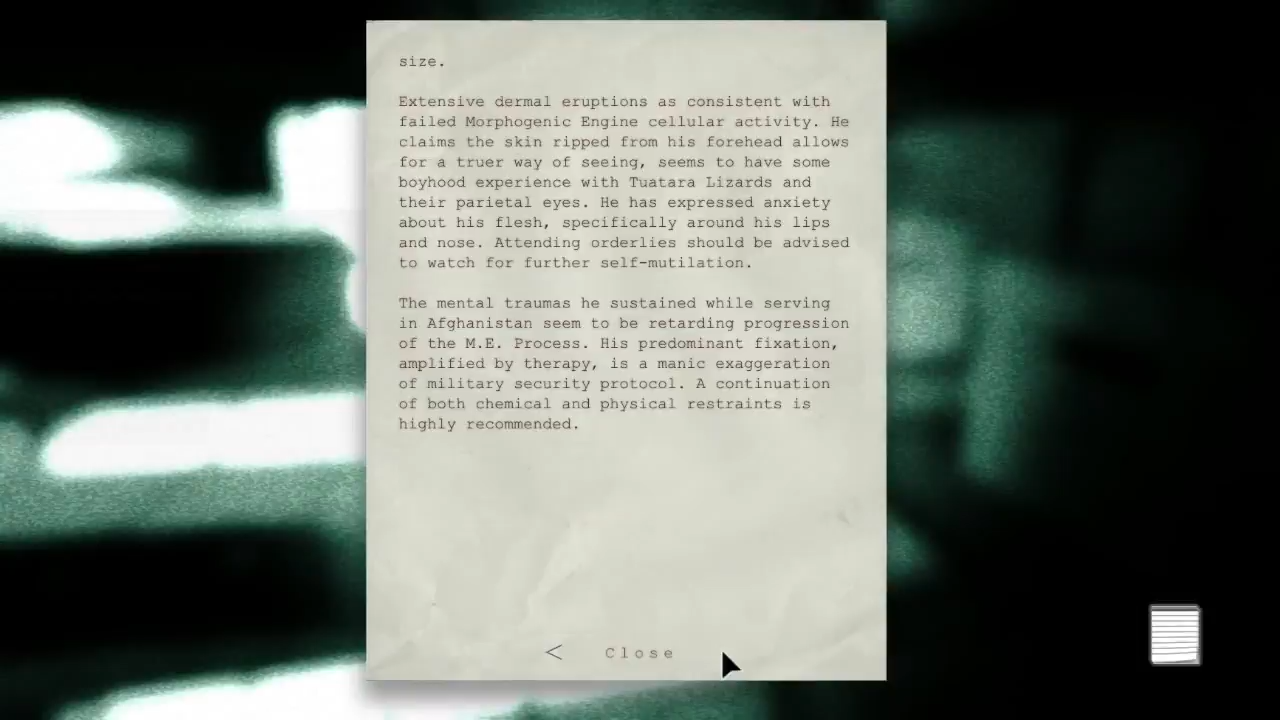 size.
Extensive dermal eruptions as consistent with
failed Morphogenic Engine cellular activity. He
claims the skin ripped from his forehead allows
for a truer way of seeing, seems to have some
boyhood experience with Tuatara Lizards and
their parietal eyes. He has expressed anxiety
about his flesh, specifically around his lips
and nose. Attending orderlies should be advised
to watch for further self-mutilation.
The mental traumas he sustained while serving
in Afghanistan seem to be retarding progression
of the M.E. Process. His predominant fixation,
amplified by therapy, is a manic exaggeration
of military security protocol. A continuation
of both chemical and physical restraints is
highly recommended.
< Close